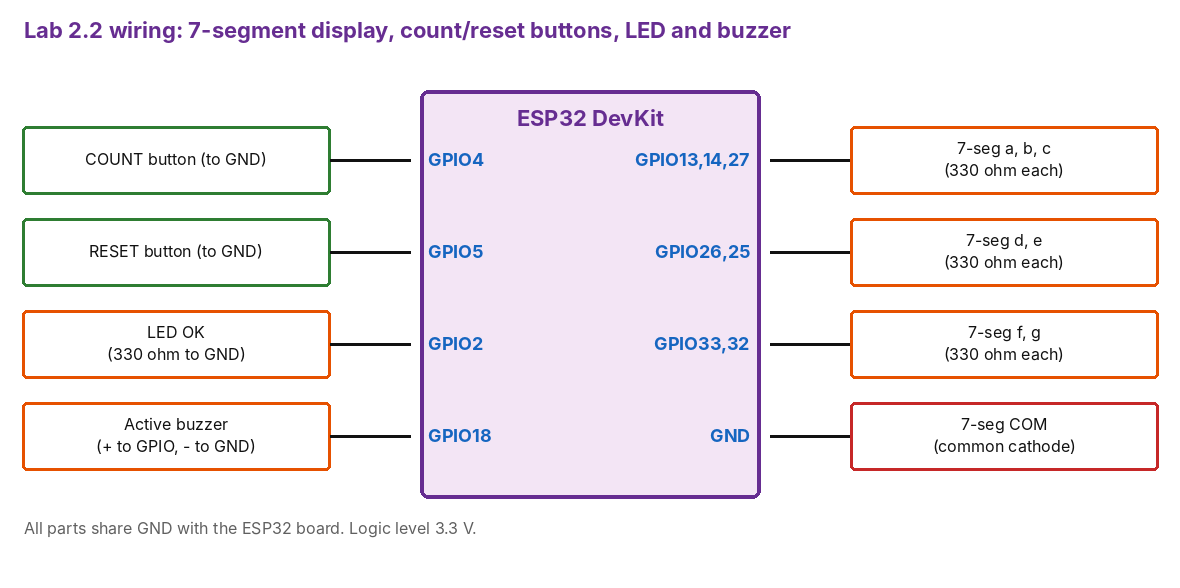 Lab 2.2 wiring: 7-segment display, count/reset buttons, LED and buzzer
ESP32 DevKit
COUNT button (to GND)
GPIO4
GPIO13,14,27
7-seg a, b, c
(330 ohm each)
RESET button (to GND)
GPIO5
GPIO26,25
7-seg d, e
(330 ohm each)
LED OK
(330 ohm to GND)
GPIO2
GPIO33,32
7-seg f, g
(330 ohm each)
Active buzzer
(+ to GPIO, - to GND)
GPIO18
GND
7-seg COM
(common cathode)
All parts share GND with the ESP32 board. Logic level 3.3 V.